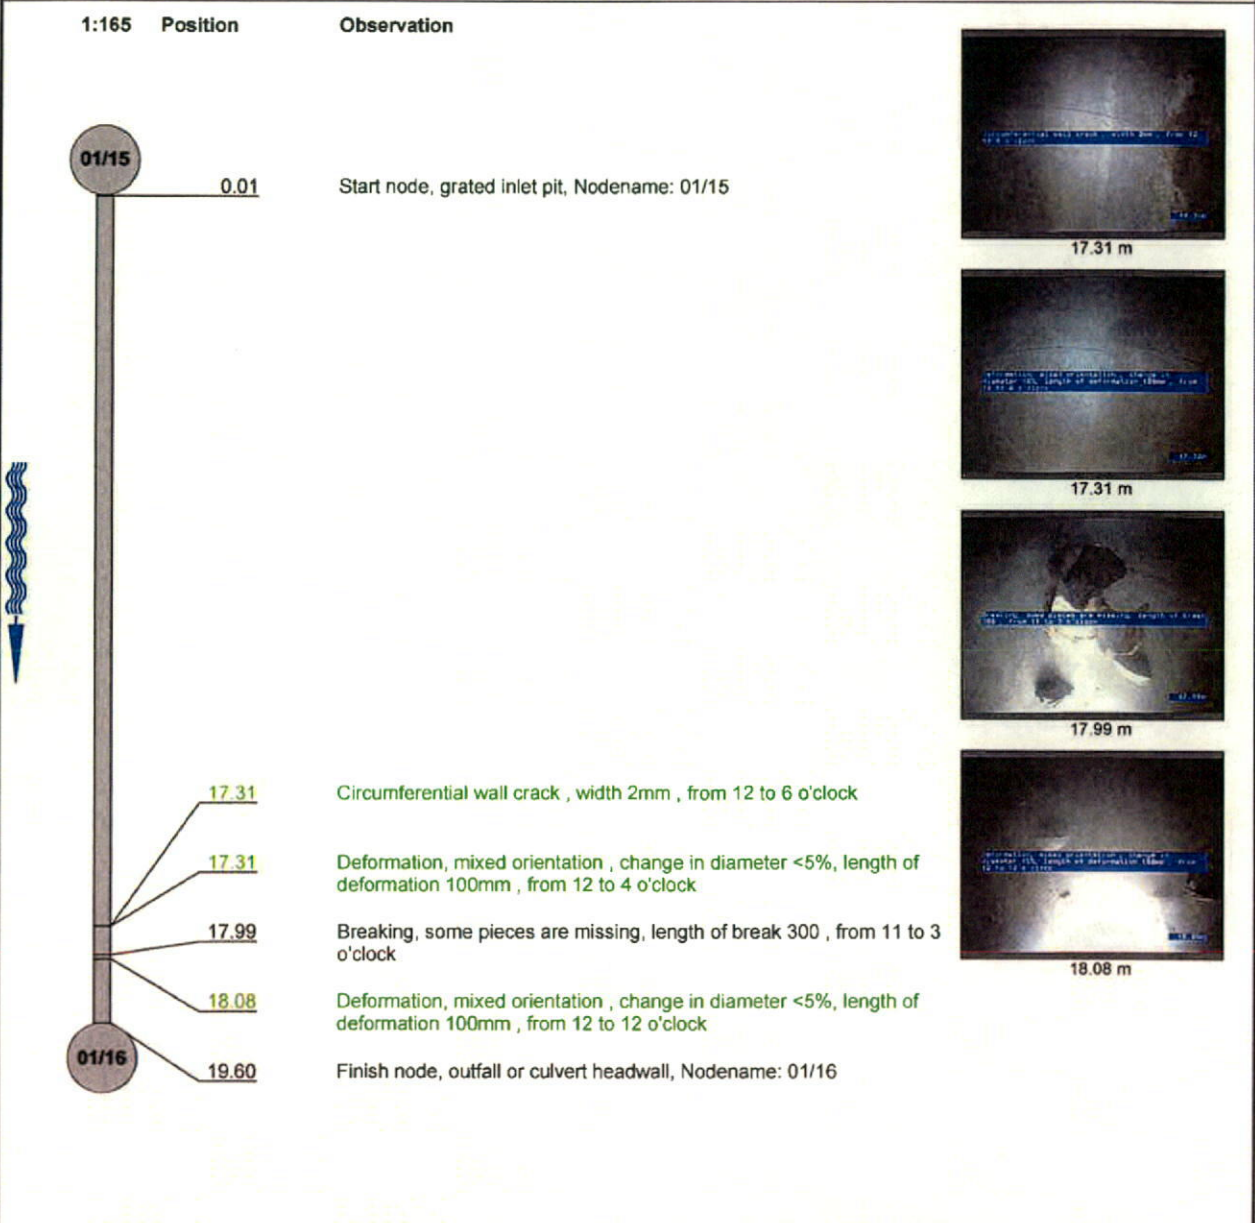 1:165 Position Observation
01/15
0.01 Start node, grated inlet pit, Nodename: 01/15
17.31 m
17.31 m
17.99 m
17.31 Circumferential wall crack , width 2mm , from 12 to 6 o'clock
17.31 Deformation, mixed orientation , change in diameter <5%, length of
deformation 100mm , from 12 to 4 o'clock
17.99 Breaking, some pieces are missing, length of break 300 , from 11 to 3
o'clock
18.08 m
18.08 Deformation, mixed orientation , change in diameter <5%, length of
deformation 100mm , from 12 to 12 o'clock
01/16
19.60 Finish node, outfall or culvert headwall, Nodename: 01/16